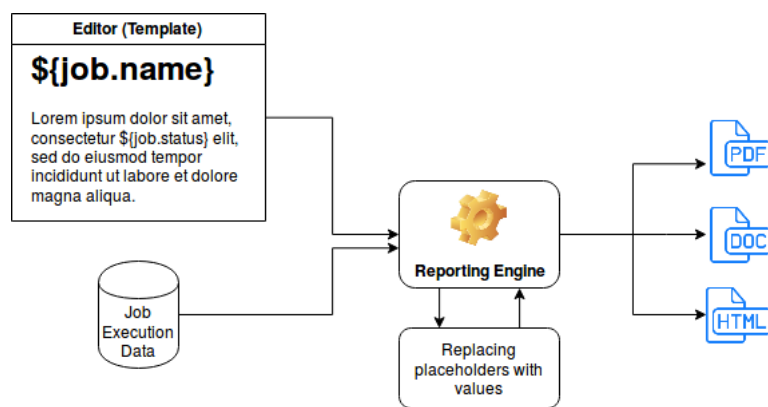 Editor (Template)
${job.name}
Lorem ipsum dolor sit amet,
consectetur ${job.status} elit,
sed do eiusmod tempor
incididunt ut labore et dolore
magna aliqua.
Job
Execution
Data
Reporting Engine
Replacing
placeholders with
values
PDF
DOC
HTML